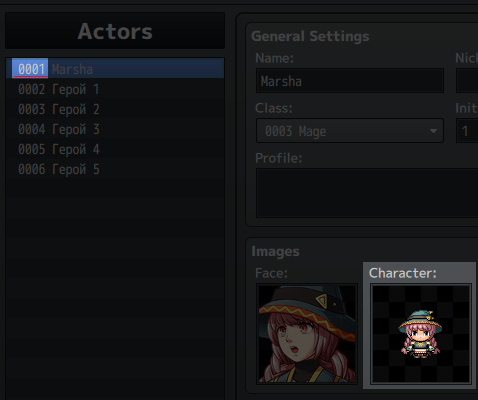 Actors
0001 Marsha
0002 Герой 1
0003 Герой 2
0004 Герой 3
0005 Герой 4
0006 Герой 5
General Settings
Name: Nick
Marsha
Class: Init
0003 Mage 1
Profile:
Images
Face: Character: